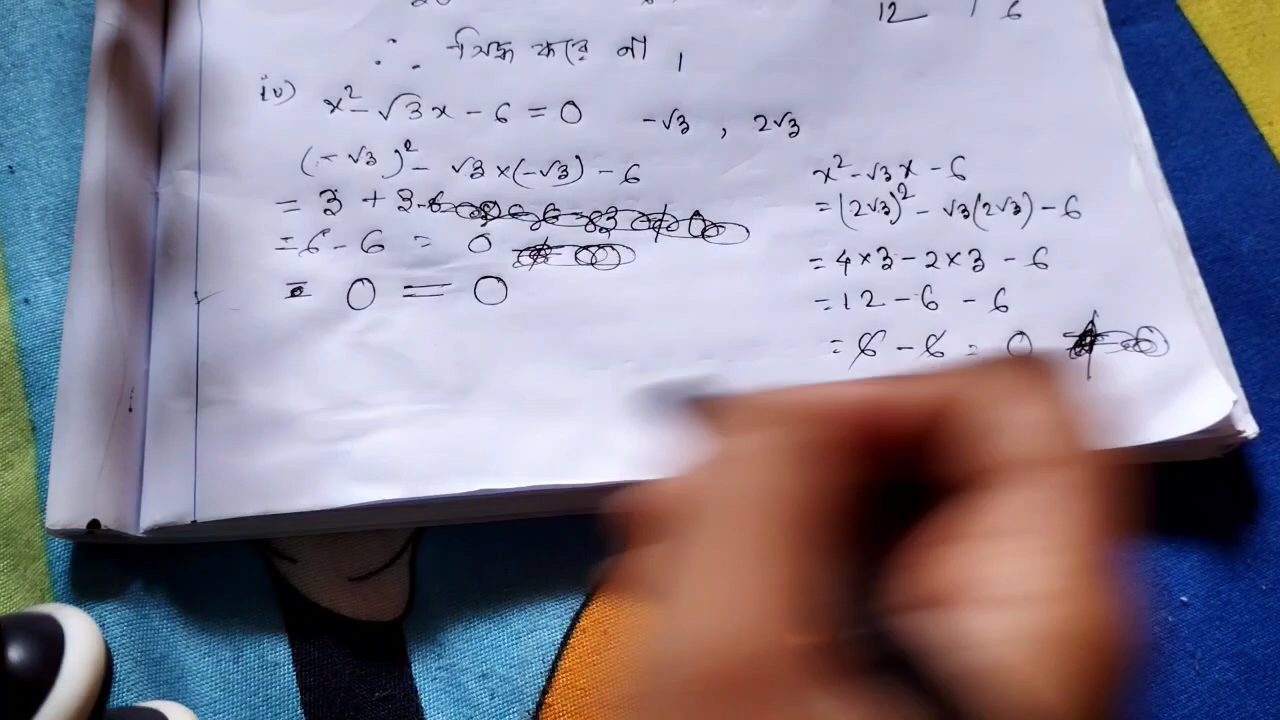 12 6
∴ সিদ্ধ করে না ।
iv) x² - √3x - 6 = 0 -√3 , 2√3
(-√3)² - √3×(-√3) - 6
= 3 + 3 - 6
= 6 - 6 = 0
= 0 = 0
x² - √3x - 6
= (2√3)² - √3(2√3) - 6
= 4×3 - 2×3 - 6
= 12 - 6 - 6
= 6 - 6 = 0